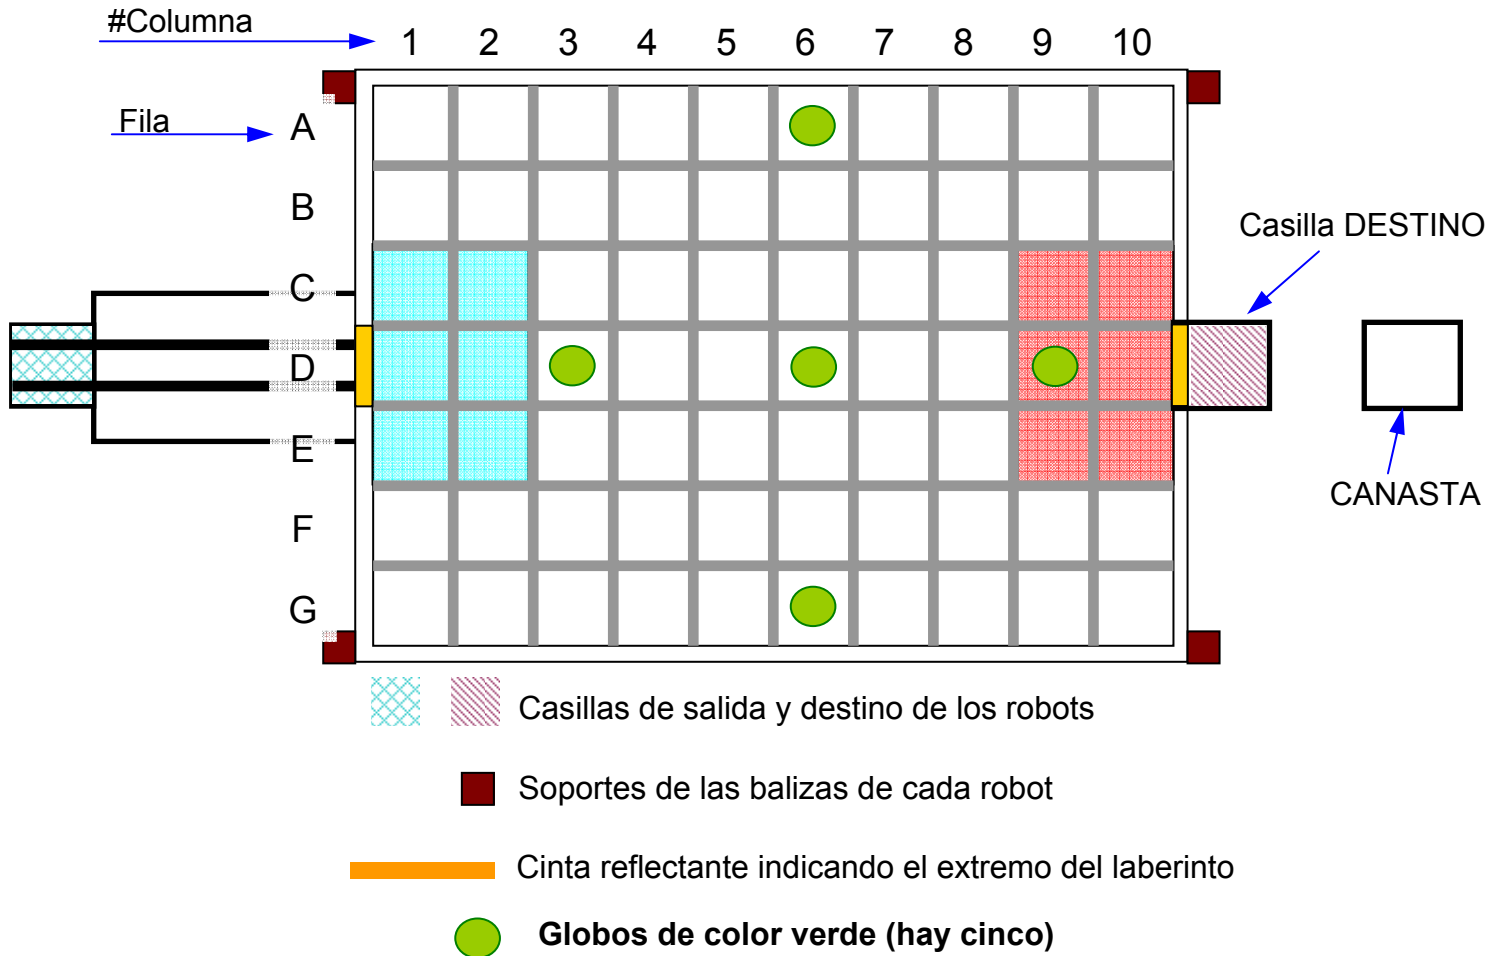 #Columna
1 2 3 4 5 6 7 8 9 10
Fila
A
B
Casilla DESTINO
C
D
E
CANASTA
F
G
Casillas de salida y destino de los robots
Soportes de las balizas de cada robot
Cinta reflectante indicando el extremo del laberinto
Globos de color verde (hay cinco)